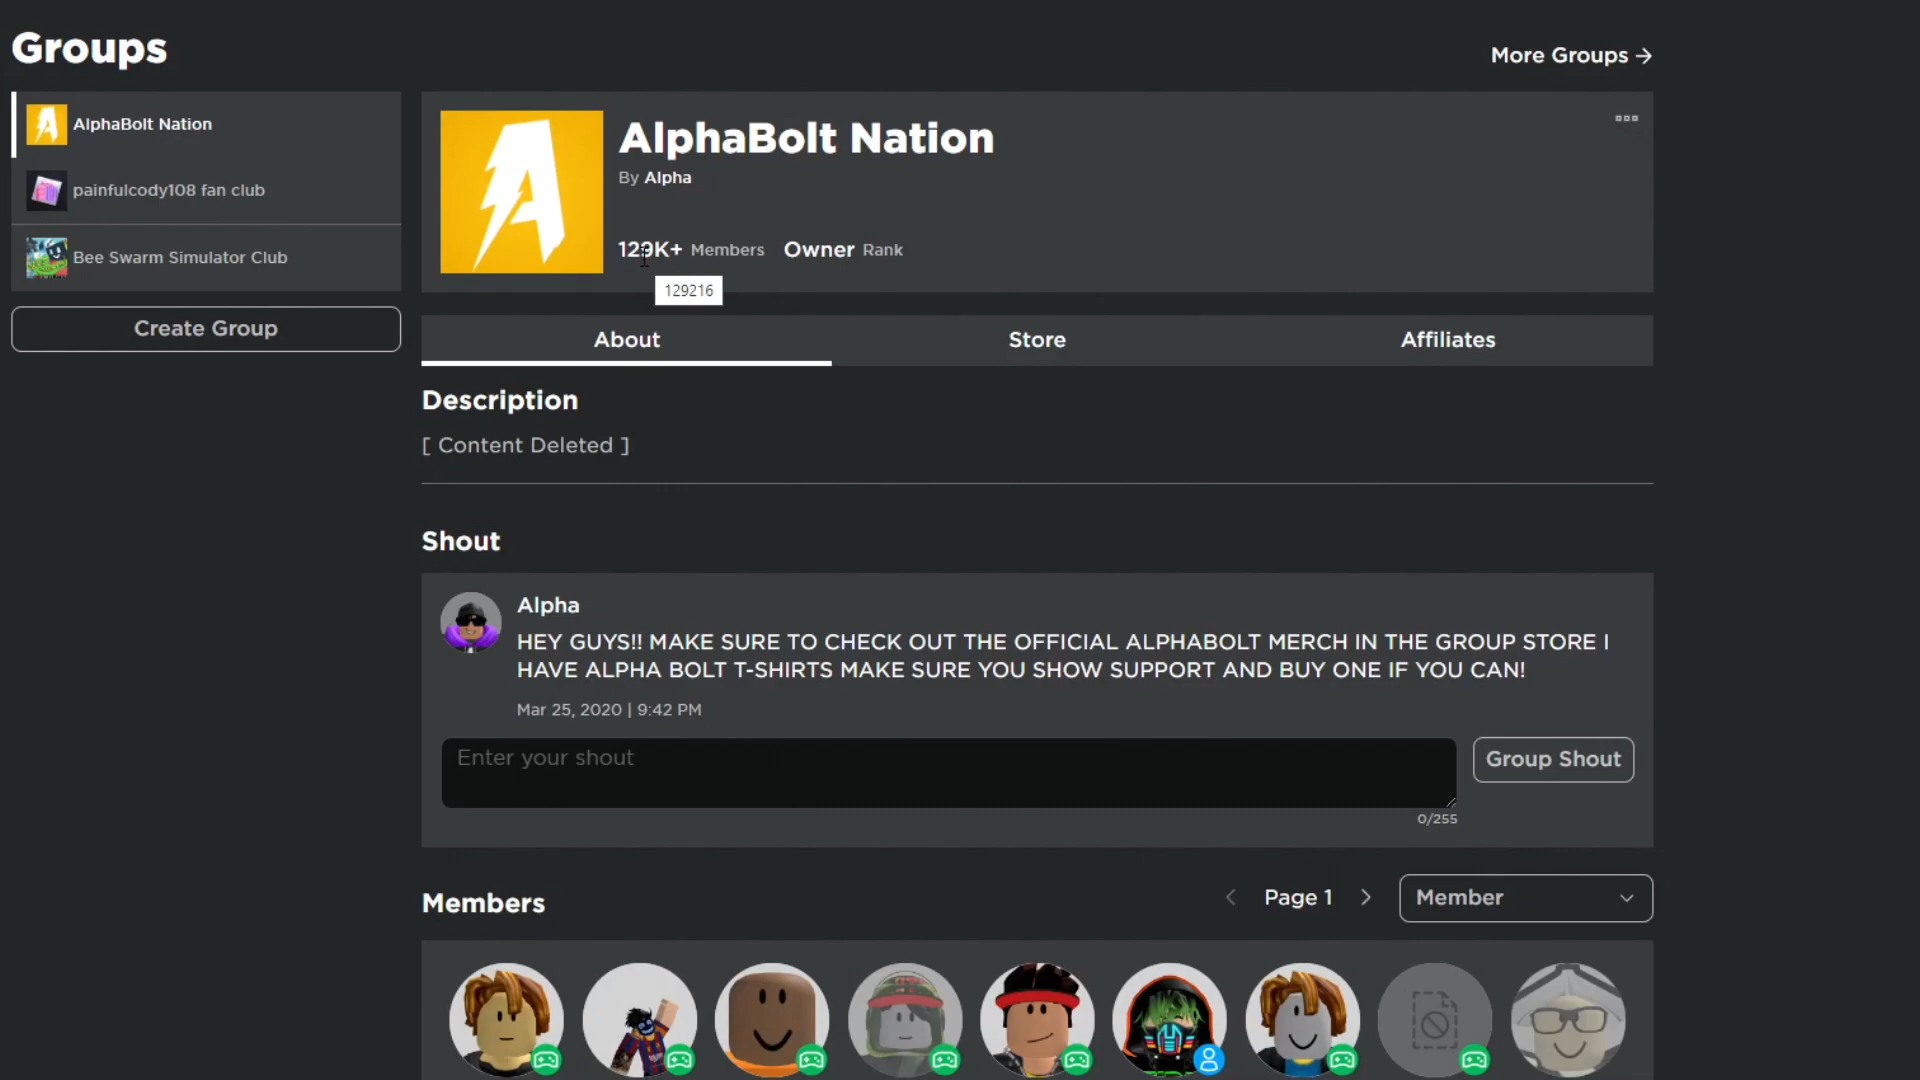 Groups
More Groups →
AlphaBolt Nation
painfulcody108 fan club
Bee Swarm Simulator Club
Create Group
AlphaBolt Nation
By Alpha
129K+ Members Owner Rank
129216
About Store Affiliates
Description
[ Content Deleted ]
Shout
Alpha
HEY GUYS!! MAKE SURE TO CHECK OUT THE OFFICIAL ALPHABOLT MERCH IN THE GROUP STORE I
HAVE ALPHA BOLT T-SHIRTS MAKE SURE YOU SHOW SUPPORT AND BUY ONE IF YOU CAN!
Mar 25, 2020 | 9:42 PM
Enter your shout
Group Shout
0/255
Members
Page 1
Member